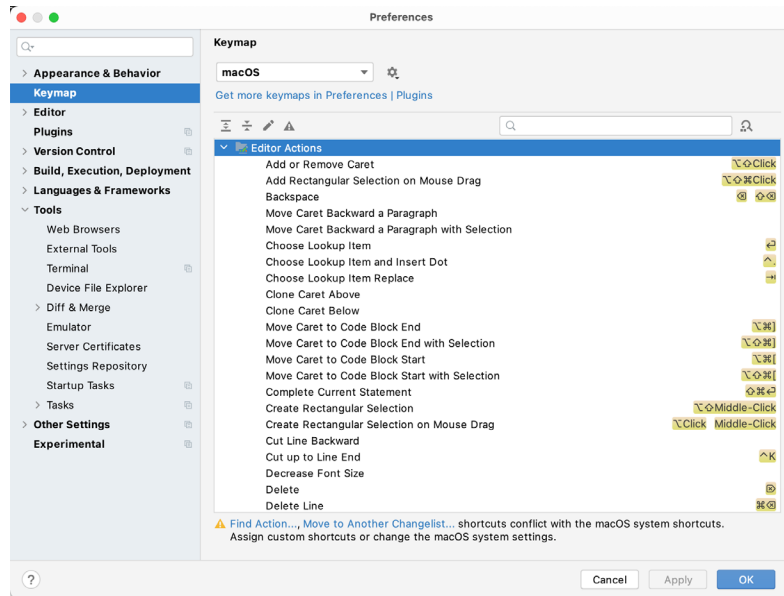 Preferences
Keymap
Appearance & Behavior
Keymap
Editor
Plugins
Version Control
Build, Execution, Deployment
Languages & Frameworks
Tools
Web Browsers
External Tools
Terminal
Device File Explorer
Diff & Merge
Emulator
Server Certificates
Settings Repository
Startup Tasks
Tasks
Other Settings
Experimental
macOS
Get more keymaps in Preferences | Plugins
Editor Actions
Add or Remove Caret ⌥⇧Click
Add Rectangular Selection on Mouse Drag ⌥⇧⌘Click
Backspace ⌫ ⇧⌫
Move Caret Backward a Paragraph
Move Caret Backward a Paragraph with Selection
Choose Lookup Item ⏎
Choose Lookup Item and Insert Dot ^.
Choose Lookup Item Replace ⇥
Clone Caret Above
Clone Caret Below
Move Caret to Code Block End ⌥⌘]
Move Caret to Code Block End with Selection ⌥⇧⌘]
Move Caret to Code Block Start ⌥⌘[
Move Caret to Code Block Start with Selection ⌥⇧⌘[
Complete Current Statement ⇧⌘⏎
Create Rectangular Selection ⌥⇧Middle-Click
Create Rectangular Selection on Mouse Drag ⌥Click Middle-Click
Cut Line Backward
Cut up to Line End ^K
Decrease Font Size
Delete ⌦
Delete Line ⌘⌫
Find Action..., Move to Another Changelist... shortcuts conflict with the macOS system shortcuts.
Assign custom shortcuts or change the macOS system settings.
?
Cancel
Apply
OK